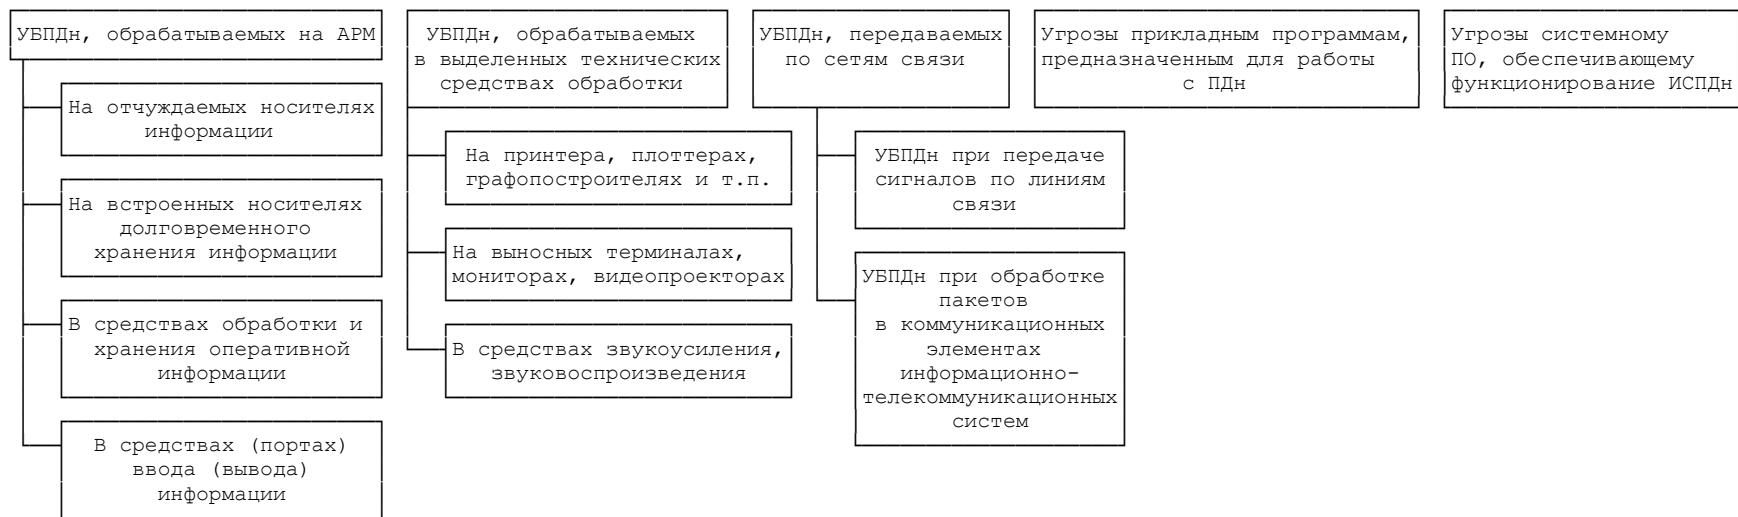 УБПДн, обрабатываемых на АРМ
На отчуждаемых носителях
информации
На встроенных носителях
долговременного
хранения информации
В средствах обработки и
хранения оперативной
информации
В средствах (портах)
ввода (вывода)
информации
УБПДн, обрабатываемых
в выделенных технических
средствах обработки
На принтера, плоттерах,
графопостроителях и т.п.
На выносных терминалах,
мониторах, видеопроекторах
В средствах звукоусиления,
звуковоспроизведения
УБПДн, передаваемых
по сетям связи
УБПДн при передаче
сигналов по линиям
связи
УБПДн при обработке
пакетов
в коммуникационных
элементах
информационно-
телекоммуникационных
систем
Угрозы прикладным программам,
предназначенным для работы
с ПДн
Угрозы системному
ПО, обеспечивающему
функционирование ИСПДн